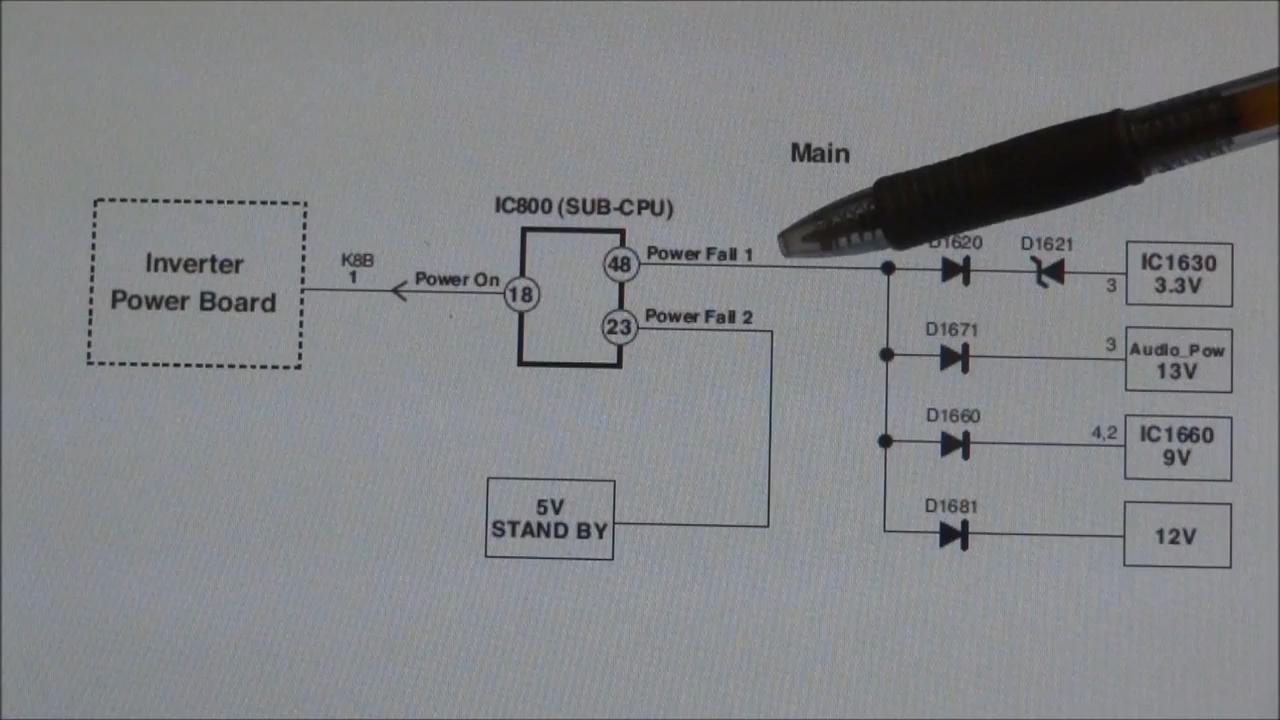 Main
IC800 (SUB-CPU)
Inverter
Power Board
K8B
1
Power On
18
48
Power Fail 1
23
Power Fail 2
5V
STAND BY
D1620
D1621
3
IC1630
3.3V
D1671
3
Audio_Pow
13V
D1660
4,2
IC1660
9V
D1681
12V